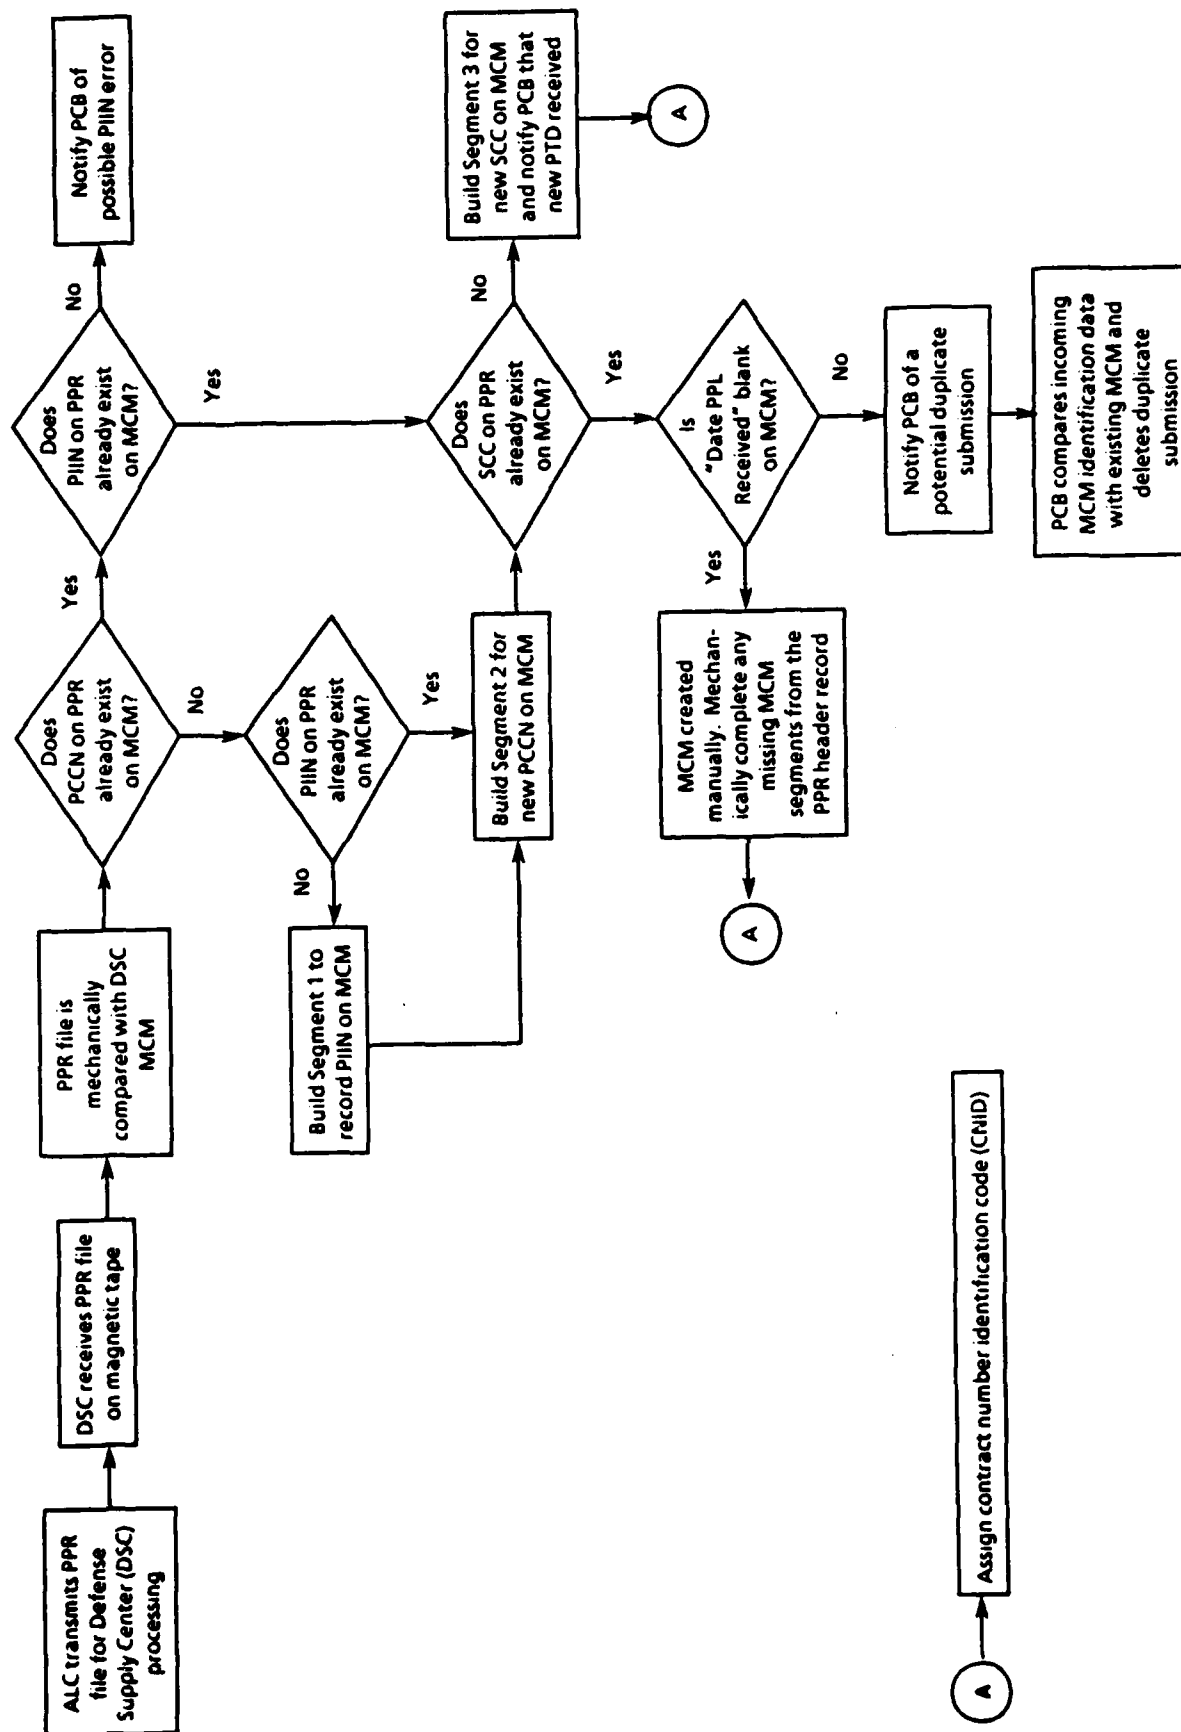 ALC transmits PPR
file for Defense
Supply Center (DSC)
processing
DSC receives PPR file
on magnetic tape
PPR file is
mechanically
compared with DSC
MCM
Does
PCCN on PPR
already exist
on MCM?
Yes
No
Does
PIIN on PPR
already exist
on MCM?
No
Yes
Notify PCB of
possible PIIN error
Does
PIIN on PPR
already exist
on MCM?
No
Yes
Build Segment 1 to
record PIIN on MCM
Build Segment 2 for
new PCCN on MCM
Does
SCC on PPR
already exist
on MCM?
No
Yes
Build Segment 3 for
new SCC on MCM
and notify PCB that
new PTD received
A
Is
"Date PPL
Received" blank
on MCM?
Yes
No
MCM created
manually. Mechan-
ically complete any
missing MCM
segments from the
PPR header record
A
Notify PCB of a
potential duplicate
submission
PCB compares incoming
MCM identification data
with existing MCM and
deletes duplicate
submission
A
Assign contract number identification code (CNID)